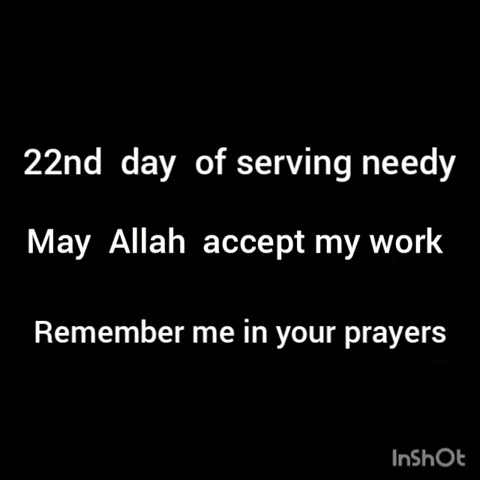 22nd day of serving needy
May Allah accept my work
Remember me in your prayers
InShOt